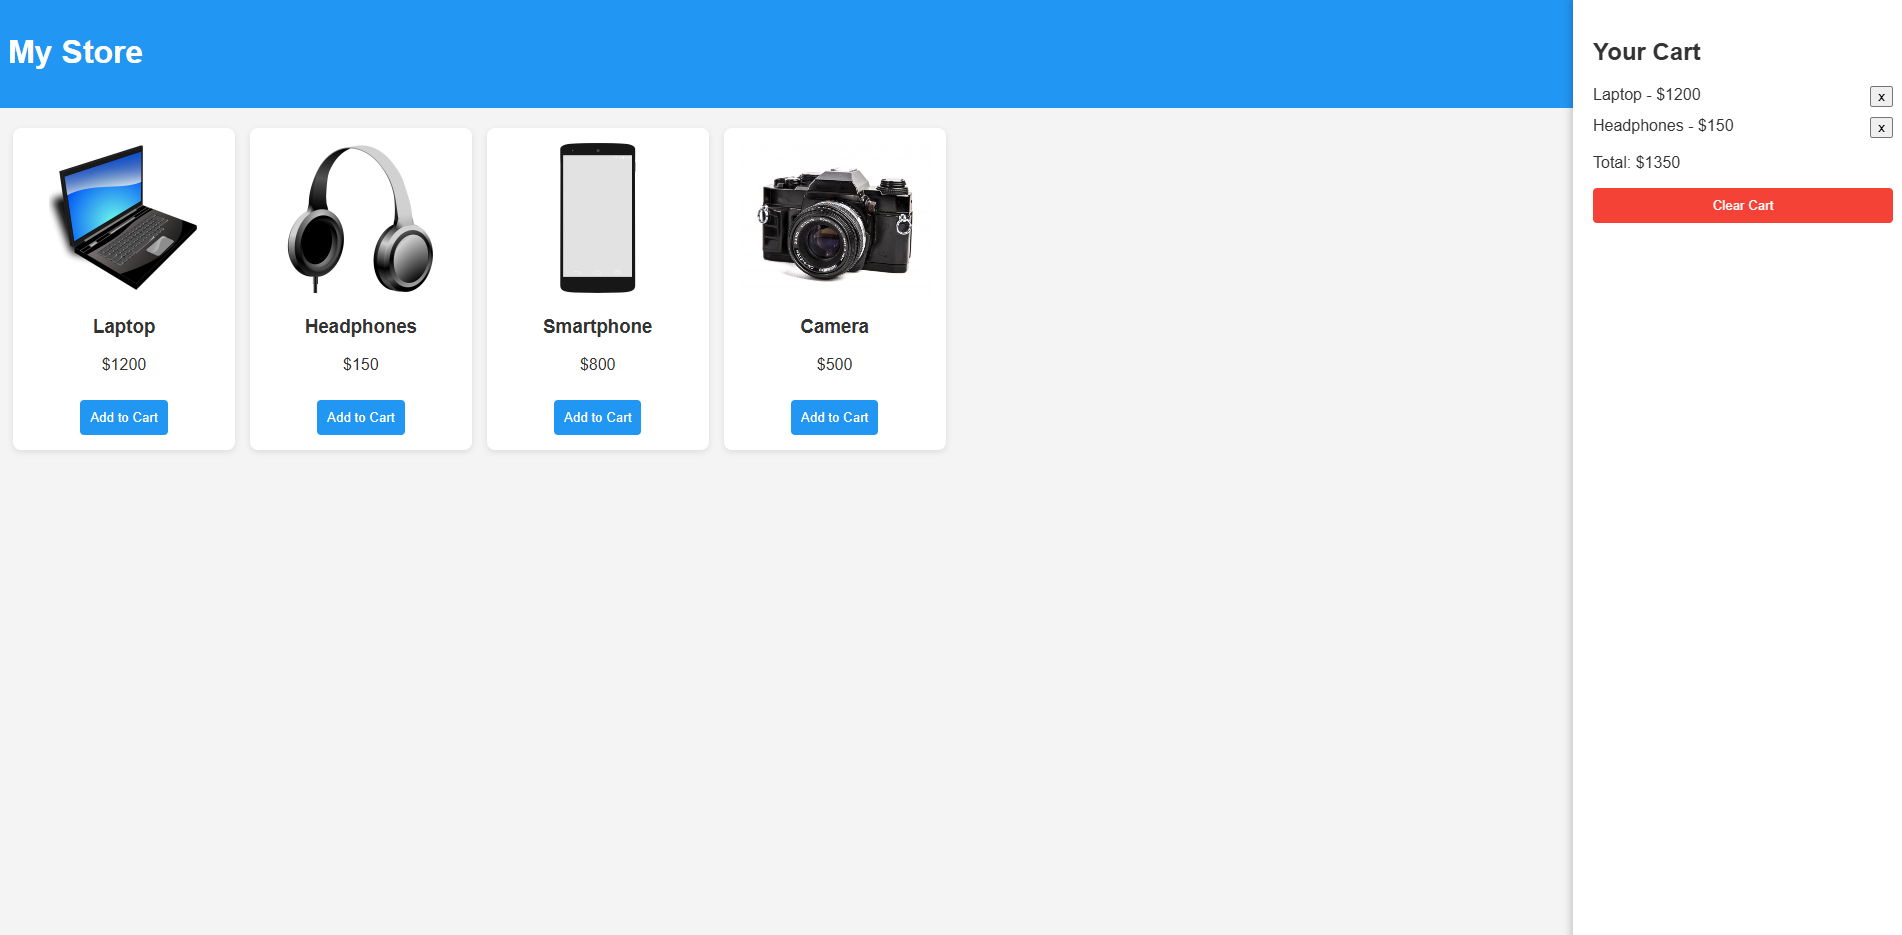 My Store
Laptop
$1200
Add to Cart
Headphones
$150
Add to Cart
Smartphone
$800
Add to Cart
Camera
$500
Add to Cart
Your Cart
Laptop - $1200 x
Headphones - $150 x
Total: $1350
Clear Cart